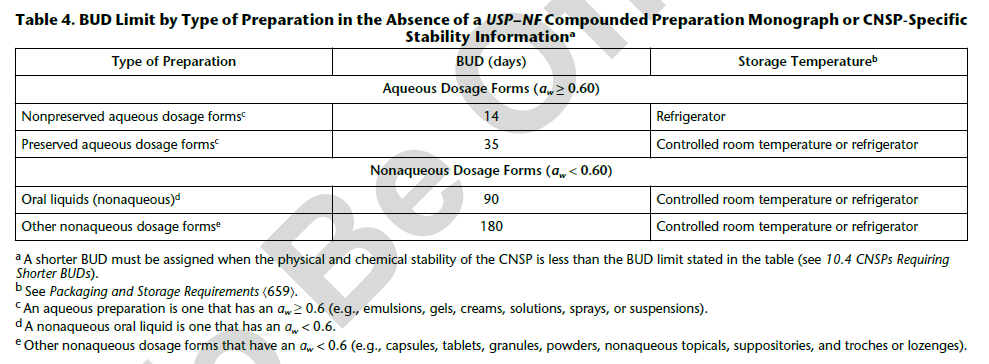 Table 4. BUD Limit by Type of Preparation in the Absence of a USP–NF Compounded Preparation Monograph or CNSP-Specific
Stability Informationᵃ
Type of Preparation BUD (days) Storage Temperatureᵇ
Aqueous Dosage Forms (a_w ≥ 0.60)
Nonpreserved aqueous dosage formsᶜ 14 Refrigerator
Preserved aqueous dosage formsᶜ 35 Controlled room temperature or refrigerator
Nonaqueous Dosage Forms (a_w < 0.60)
Oral liquids (nonaqueous)ᵈ 90 Controlled room temperature or refrigerator
Other nonaqueous dosage formsᵉ 180 Controlled room temperature or refrigerator
ᵃ A shorter BUD must be assigned when the physical and chemical stability of the CNSP is less than the BUD limit stated in the table (see 10.4 CNSPs Requiring
Shorter BUDs).
ᵇ See Packaging and Storage Requirements ⟨659⟩.
ᶜ An aqueous preparation is one that has an a_w ≥ 0.6 (e.g., emulsions, gels, creams, solutions, sprays, or suspensions).
ᵈ A nonaqueous oral liquid is one that has an a_w < 0.6.
ᵉ Other nonaqueous dosage forms that have an a_w < 0.6 (e.g., capsules, tablets, granules, powders, nonaqueous topicals, suppositories, and troches or lozenges).
To Be Of